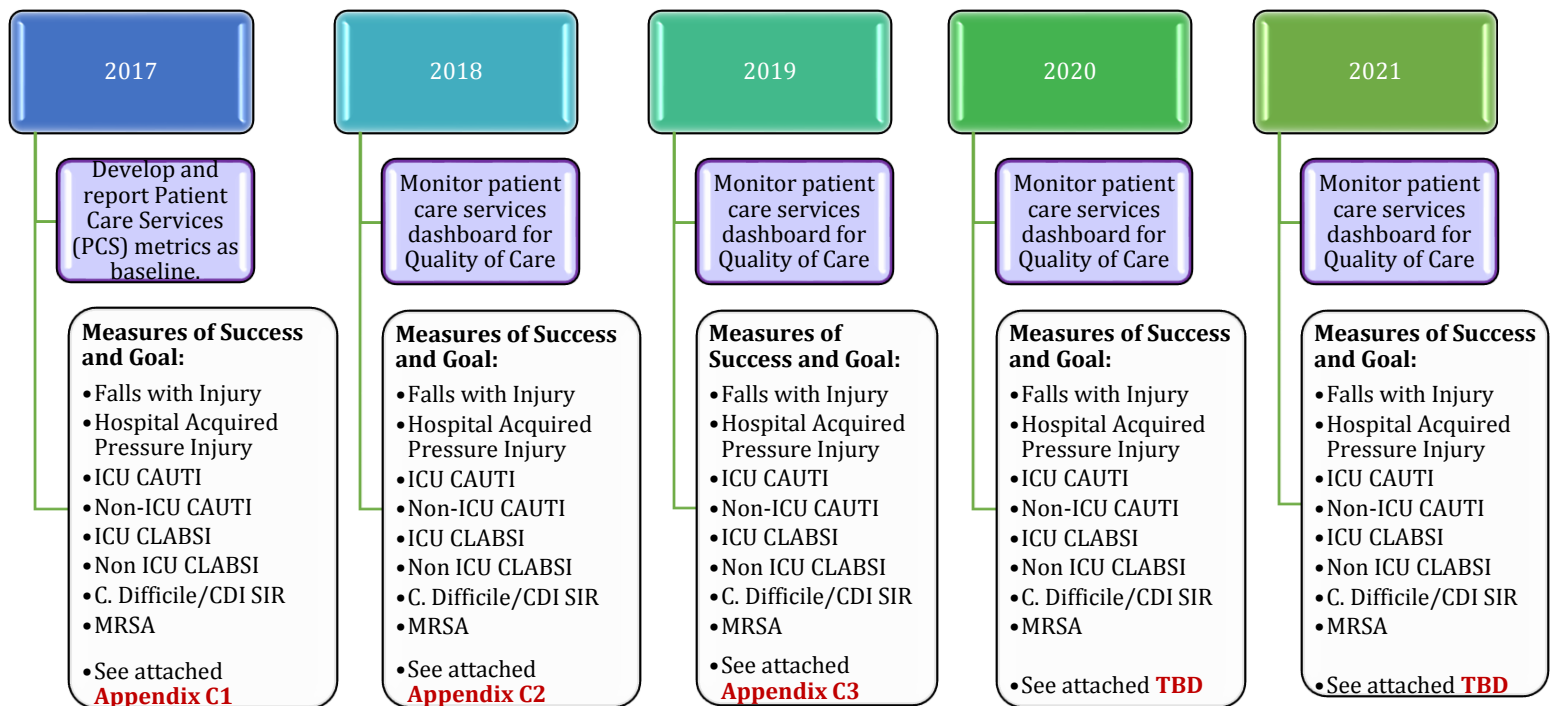 2017
Develop and
report Patient
Care Services
(PCS) metrics as
baseline.
Measures of Success
and Goal:
•Falls with Injury
•Hospital Acquired
Pressure Injury
•ICU CAUTI
•Non-ICU CAUTI
•ICU CLABSI
•Non ICU CLABSI
•C. Difficile/CDI SIR
•MRSA
•See attached
Appendix C1
2018
Monitor patient
care services
dashboard for
Quality of Care
Measures of Success
and Goal:
•Falls with Injury
•Hospital Acquired
Pressure Injury
•ICU CAUTI
•Non-ICU CAUTI
•ICU CLABSI
•Non ICU CLABSI
•C. Difficile/CDI SIR
•MRSA
•See attached
Appendix C2
2019
Monitor patient
care services
dashboard for
Quality of Care
Measures of
Success and Goal:
•Falls with Injury
•Hospital Acquired
Pressure Injury
•ICU CAUTI
•Non-ICU CAUTI
•ICU CLABSI
•Non ICU CLABSI
•C. Difficile/CDI SIR
•MRSA
•See attached
Appendix C3
2020
Monitor patient
care services
dashboard for
Quality of Care
Measures of Success
and Goal:
•Falls with Injury
•Hospital Acquired
Pressure Injury
•ICU CAUTI
•Non-ICU CAUTI
•ICU CLABSI
•Non ICU CLABSI
•C. Difficile/CDI SIR
•MRSA
•See attached TBD
2021
Monitor patient
care services
dashboard for
Quality of Care
Measures of Success
and Goal:
•Falls with Injury
•Hospital Acquired
Pressure Injury
•ICU CAUTI
•Non-ICU CAUTI
•ICU CLABSI
•Non ICU CLABSI
•C. Difficile/CDI SIR
•MRSA
•See attached TBD